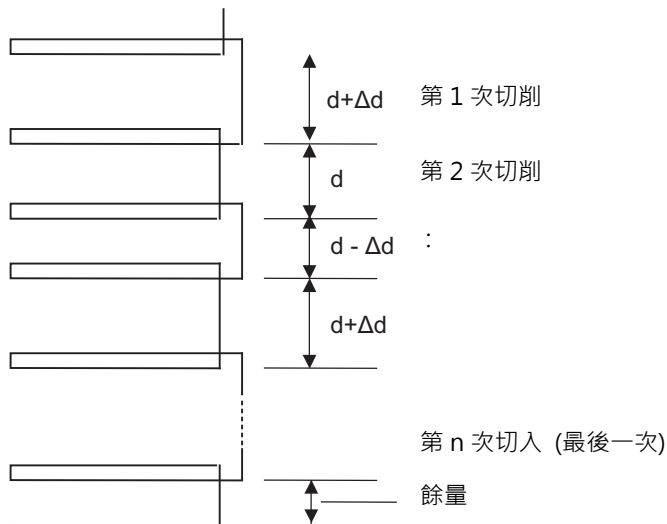 d+Δd 第 1 次切削
d 第 2 次切削
d - Δd :
d+Δd
第 n 次切入 (最後一次)
餘量